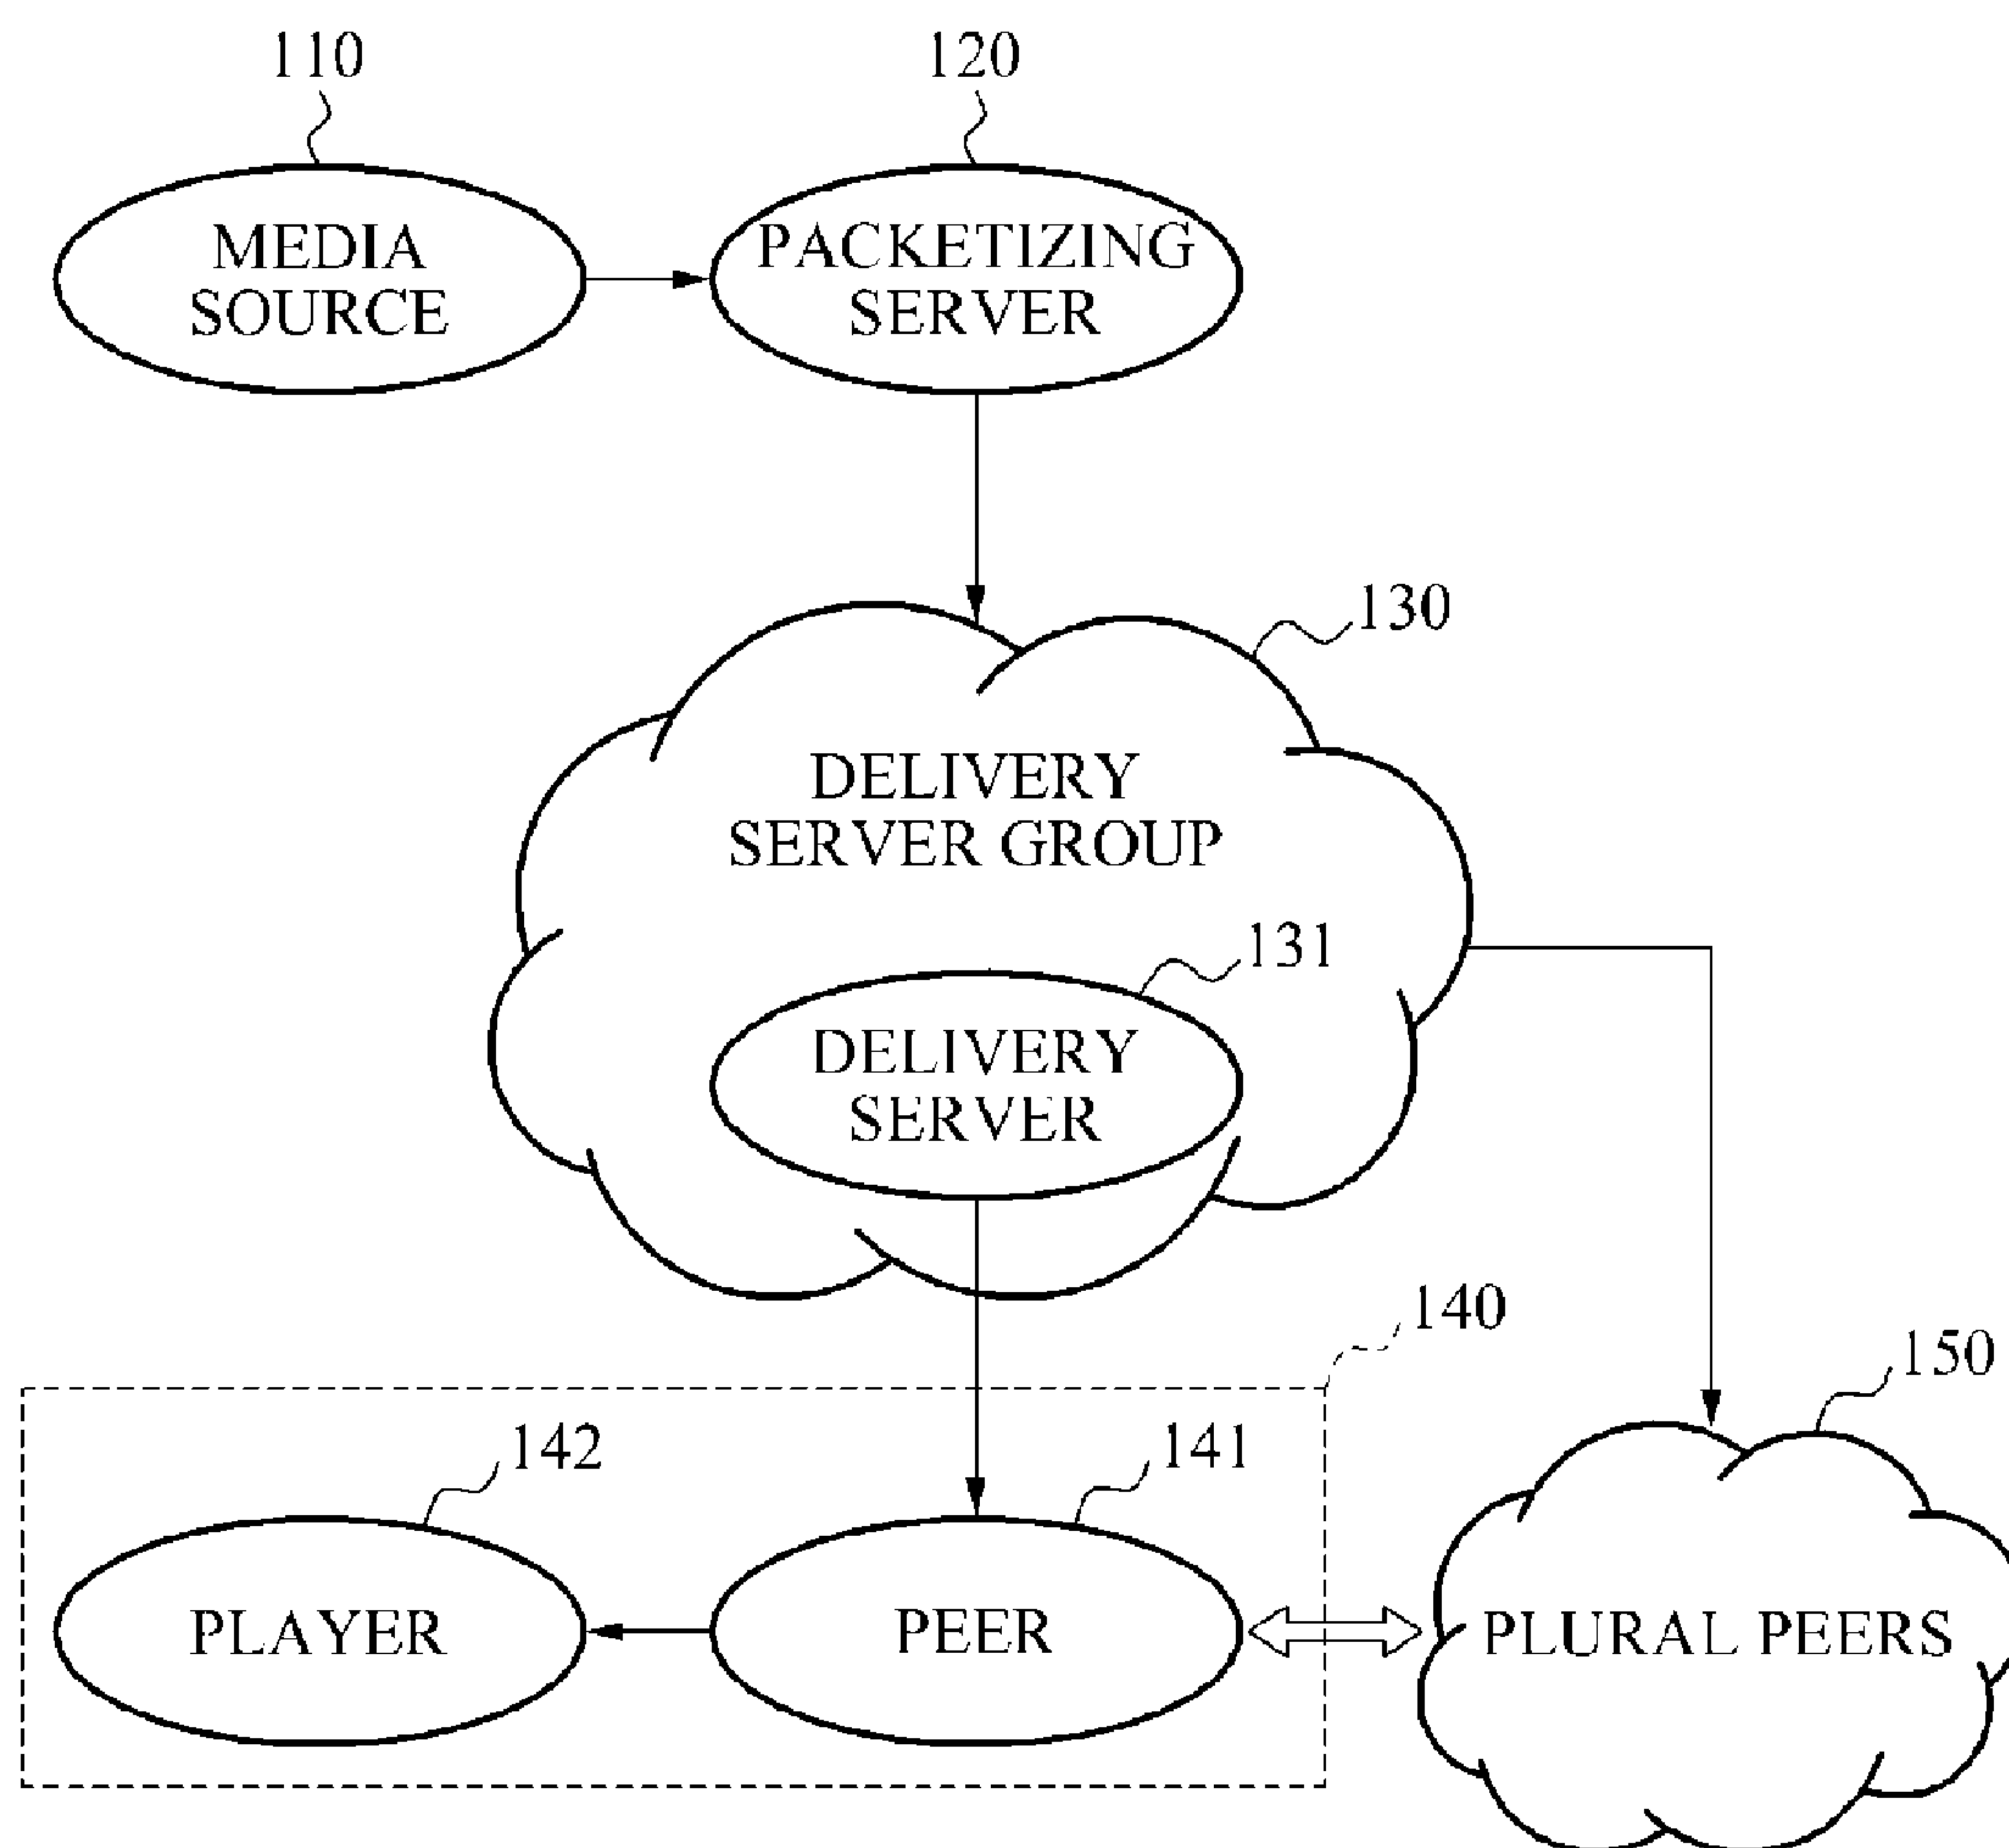 110
120
MEDIA
SOURCE
PACKETIZING
SERVER
130
DELIVERY
SERVER GROUP
131
DELIVERY
SERVER
140
150
142
141
PLAYER
PEER
PLURAL PEERS